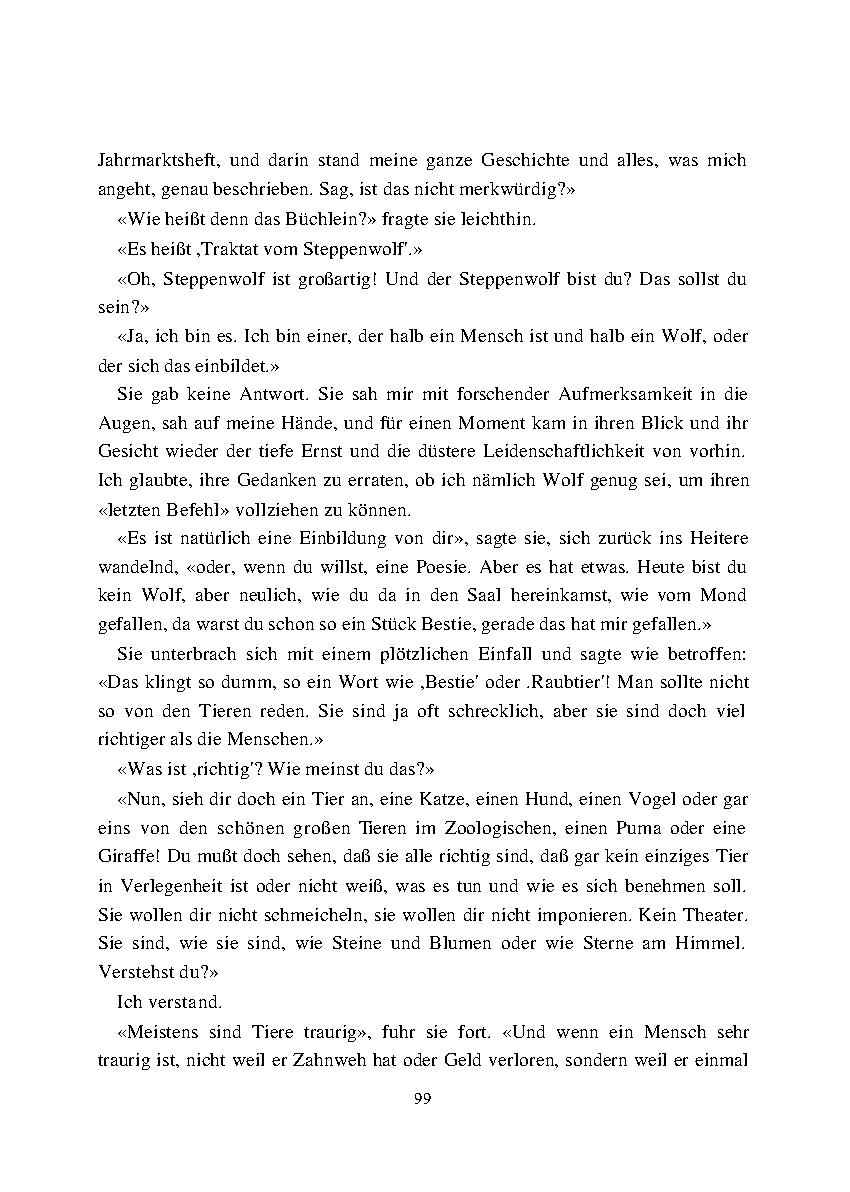 Jahrmarktsheft, und darin stand meine ganze Geschichte und alles, was mich
angeht, genau beschrieben. Sag, ist das nicht merkwürdig?»
«Wie heißt denn das Büchlein?» fragte sie leichthin.
«Es heißt ,Traktat vom Steppenwolf'.»
«Oh, Steppenwolf ist großartig! Und der Steppenwolf bist du? Das sollst du
sein?»
«Ja, ich bin es. Ich bin einer, der halb ein Mensch ist und halb ein Wolf, oder
der sich das einbildet.»
Sie gab keine Antwort. Sie sah mir mit forschender Aufmerksamkeit in die
Augen, sah auf meine Hände, und für einen Moment kam in ihren Blick und ihr
Gesicht wieder der tiefe Ernst und die düstere Leidenschaftlichkeit von vorhin.
Ich glaubte, ihre Gedanken zu erraten, ob ich nämlich Wolf genug sei, um ihren
«letzten Befehl» vollziehen zu können.
«Es ist natürlich eine Einbildung von dir», sagte sie, sich zurück ins Heitere
wandelnd, «oder, wenn du willst, eine Poesie. Aber es hat etwas. Heute bist du
kein Wolf, aber neulich, wie du da in den Saal hereinkamst, wie vom Mond
gefallen, da warst du schon so ein Stück Bestie, gerade das hat mir gefallen.»
Sie unterbrach sich mit einem plötzlichen Einfall und sagte wie betroffen:
«Das klingt so dumm, so ein Wort wie ,Bestie' oder .Raubtier'! Man sollte nicht
so von den Tieren reden. Sie sind ja oft schrecklich, aber sie sind doch viel
richtiger als die Menschen.»
«Was ist ,richtig'? Wie meinst du das?»
«Nun, sieh dir doch ein Tier an, eine Katze, einen Hund, einen Vogel oder gar
eins von den schönen großen Tieren im Zoologischen, einen Puma oder eine
Giraffe! Du mußt doch sehen, daß sie alle richtig sind, daß gar kein einziges Tier
in Verlegenheit ist oder nicht weiß, was es tun und wie es sich benehmen soll.
Sie wollen dir nicht schmeicheln, sie wollen dir nicht imponieren. Kein Theater.
Sie sind, wie sie sind, wie Steine und Blumen oder wie Sterne am Himmel.
Verstehst du?»
Ich verstand.
«Meistens sind Tiere traurig», fuhr sie fort. «Und wenn ein Mensch sehr
traurig ist, nicht weil er Zahnweh hat oder Geld verloren, sondern weil er einmal
99